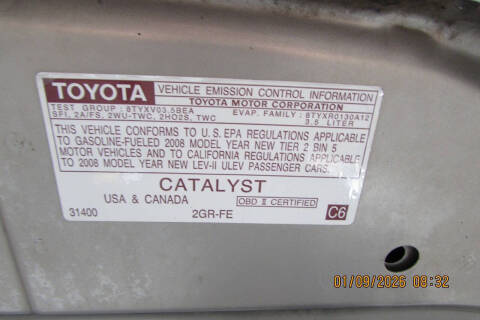 TOYOTA VEHICLE EMISSION CONTROL INFORMATION
TOYOTA MOTOR CORPORATION
TEST GROUP : 8TYXV03.5BEA EVAP. FAMILY : 8TYXR0130A12
SFI, 2A/FS, 2WU-TWC, 2HO2S, TWC 3.5 LITER
THIS VEHICLE CONFORMS TO U.S. EPA REGULATIONS APPLICABLE
TO GASOLINE-FUELED 2008 MODEL YEAR NEW TIER 2 BIN 5
MOTOR VEHICLES AND TO CALIFORNIA REGULATIONS APPLICABLE
TO 2008 MODEL YEAR NEW LEV-II ULEV PASSENGER CARS.
CATALYST
USA & CANADA OBD II CERTIFIED
31400 2GR-FE C6
01/09/2026 08:32